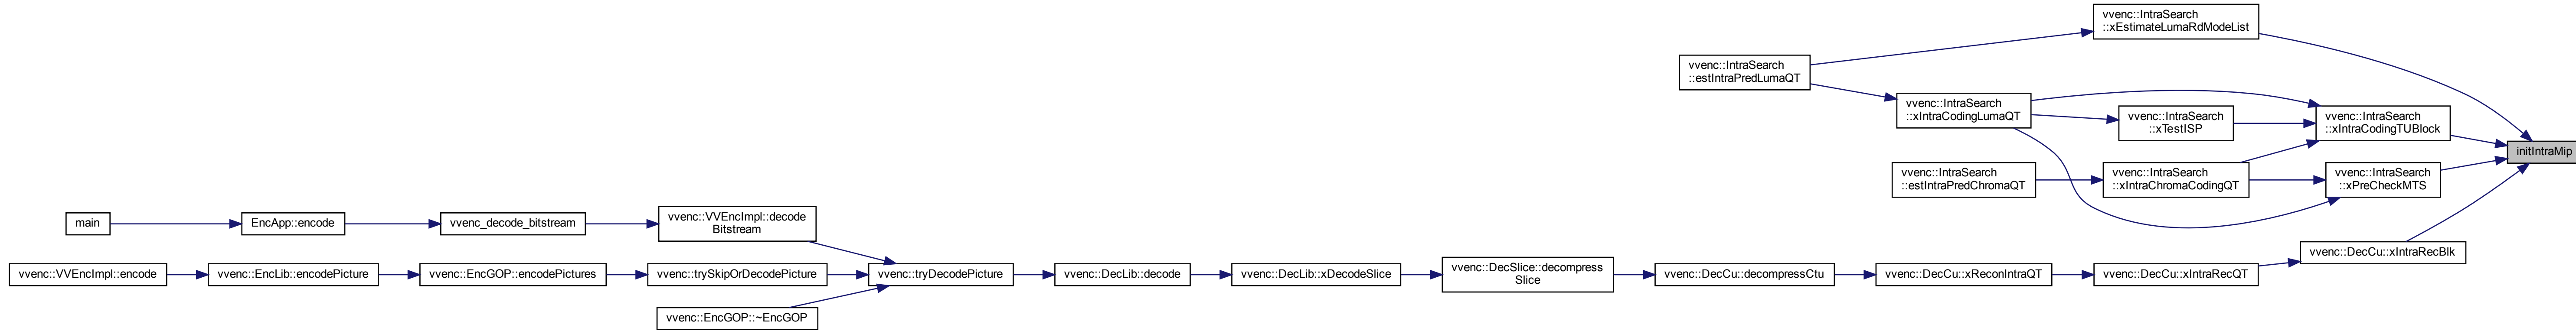 vvenc::IntraSearch
::xEstimateLumaRdModeList
vvenc::IntraSearch
::estIntraPredLumaQT
vvenc::IntraSearch
::xIntraCodingLumaQT
vvenc::IntraSearch
::xTestISP
vvenc::IntraSearch
::xIntraCodingTUBlock
initIntraMip
vvenc::IntraSearch
::estIntraPredChromaQT
vvenc::IntraSearch
::xIntraChromaCodingQT
vvenc::IntraSearch
::xPreCheckMTS
main
EncApp::encode
vvenc_decode_bitstream
vvenc::VVEncImpl::decode
Bitstream
vvenc::DecCu::xIntraRecBlk
vvenc::VVEncImpl::encode
vvenc::EncLib::encodePicture
vvenc::EncGOP::encodePictures
vvenc::trySkipOrDecodePicture
vvenc::tryDecodePicture
vvenc::DecLib::decode
vvenc::DecLib::xDecodeSlice
vvenc::DecSlice::decompress
Slice
vvenc::DecCu::decompressCtu
vvenc::DecCu::xReconIntraQT
vvenc::DecCu::xIntraRecQT
vvenc::EncGOP::~EncGOP